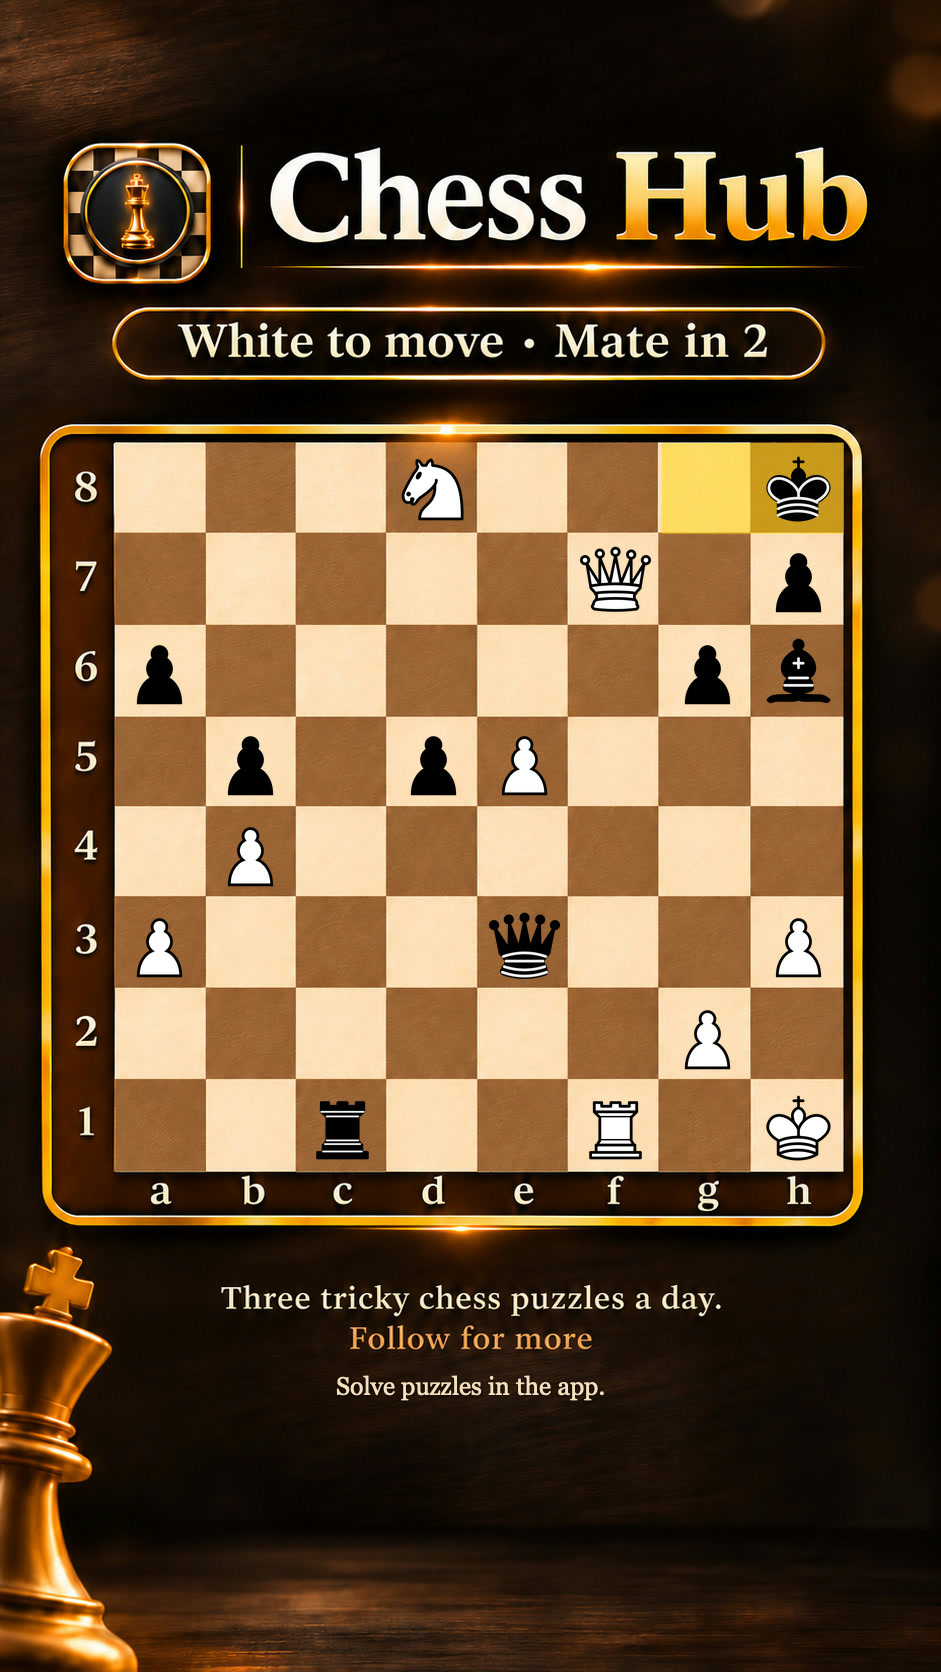 Chess Hub
White to move • Mate in 2
8
7
6
5
4
3
2
1
a b c d e f g h
Three tricky chess puzzles a day.
Follow for more
Solve puzzles in the app.